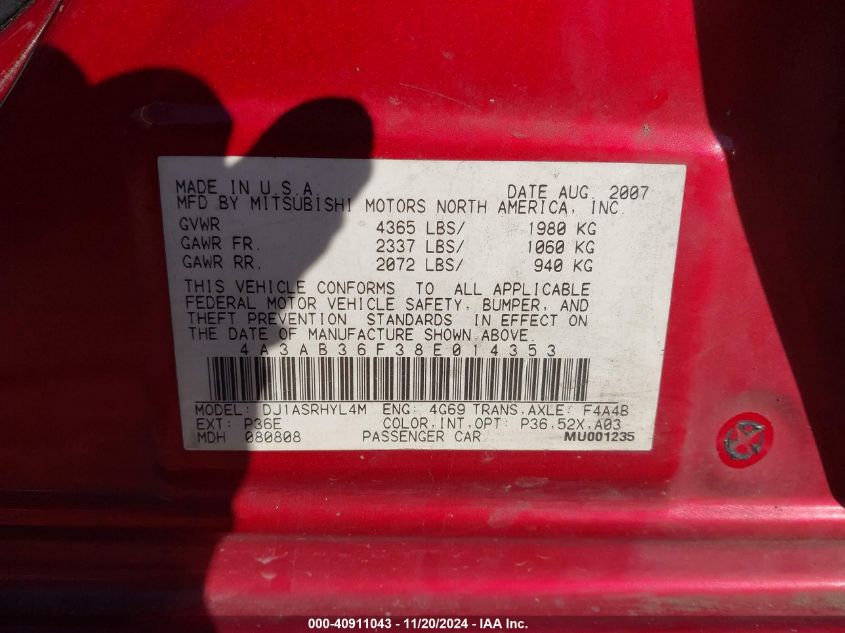 MADE IN U.S.A. DATE AUG. 2007
MFD BY MITSUBISHI MOTORS NORTH AMERICA, INC.
GVWR 4365 LBS/ 1980 KG
GAWR FR. 2337 LBS/ 1060 KG
GAWR RR. 2072 LBS/ 940 KG
THIS VEHICLE CONFORMS TO ALL APPLICABLE
FEDERAL MOTOR VEHICLE SAFETY, BUMPER, AND
THEFT PREVENTION STANDARDS IN EFFECT ON
THE DATE OF MANUFACTURE SHOWN ABOVE.
4A3AB36F38E014353
MODEL: DJ1ASRHYL4M ENG: 4G69 TRANS,AXLE: F4A4B
EXT: P36E COLOR,INT,OPT: P36,52X,A03
MDH 080808 PASSENGER CAR MU001235
000-40911043 - 11/20/2024 - IAA Inc.